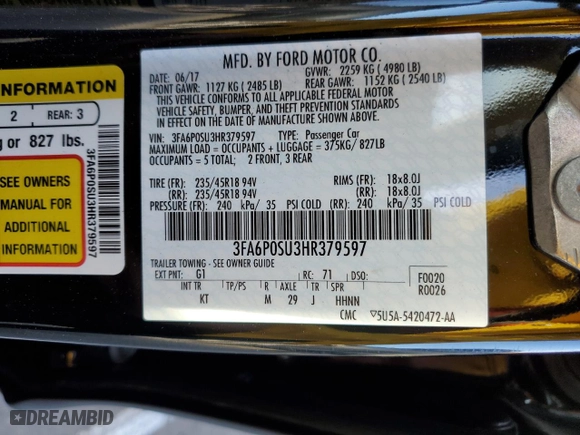 INFORMATION
2 REAR: 3
g or 827 lbs.
SEE OWNERS
MANUAL FOR
ADDITIONAL
INFORMATION
3FA6P0SU3HR379597
MFD. BY FORD MOTOR CO.
DATE: 06/17 GVWR: 2259 KG ( 4980 LB)
FRONT GAWR: 1127 KG ( 2485 LB) REAR GAWR: 1152 KG ( 2540 LB)
THIS VEHICLE CONFORMS TO ALL APPLICABLE FEDERAL MOTOR
VEHICLE SAFETY, BUMPER, AND THEFT PREVENTION STANDARDS
IN EFFECT ON THE DATE OF MANUFACTURE SHOWN ABOVE.
VIN: 3FA6P0SU3HR379597 TYPE: Passenger Car
MAXIMUM LOAD = OCCUPANTS + LUGGAGE = 375KG/ 827LB
OCCUPANTS = 5 TOTAL; 2 FRONT, 3 REAR
TIRE (FR): 235/45R18 94V RIMS (FR): 18x8.0J
(RR): 235/45R18 94V (RR): 18x8.0J
PRESSURE (FR): 240 kPa/ 35 PSI COLD (RR): 240 kPa/ 35 PSI COLD
3FA6P0SU3HR379597
TRAILER TOWING - SEE OWNER GUIDE
EXT PNT: G1 RC: 71 DSO: F0020
R0026
INT TR TP/PS R AXLE TR SPR
KT M 29 J HHNN
CMC ▽5U5A-5420472-AA
DREAMBID